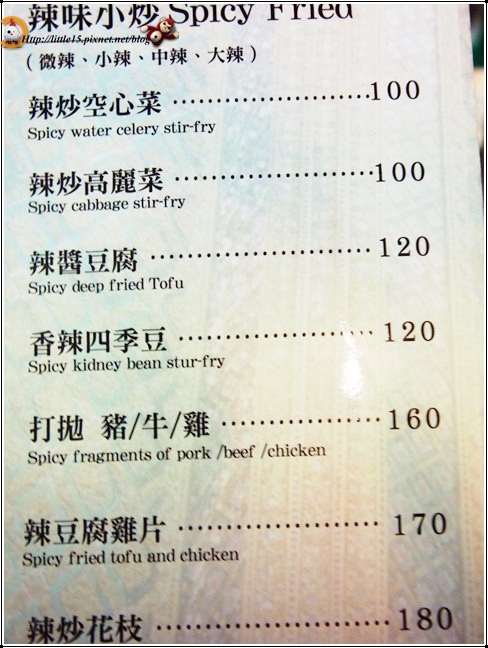 辣味小炒 Spicy Fried
Http://little15.pixnet.net/blog
(微辣、小辣、中辣、大辣)
辣炒空心菜 ························100
Spicy water celery stir-fry
辣炒高麗菜 ························100
Spicy cabbage stir-fry
辣醬豆腐 ························120
Spicy deep fried Tofu
香辣四季豆 ························120
Spicy kidney bean stur-fry
打拋 豬/牛/雞 ··················160
Spicy fragments of pork /beef /chicken
辣豆腐雞片 ······················170
Spicy fried tofu and chicken
辣炒花枝 ························180